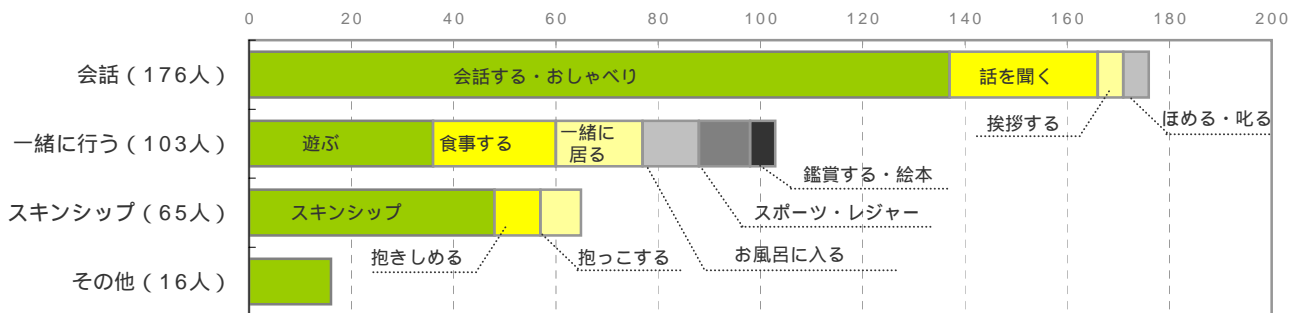 0 20 40 60 80 100 120 140 160 180 200
会話（176人）
会話する・おしゃべり
話を聞く
挨拶する
ほめる・叱る
一緒に行う（103人）
遊ぶ
食事する
一緒に
居る
鑑賞する・絵本
スポーツ・レジャー
お風呂に入る
スキンシップ（65人）
スキンシップ
抱きしめる
抱っこする
その他（16人）